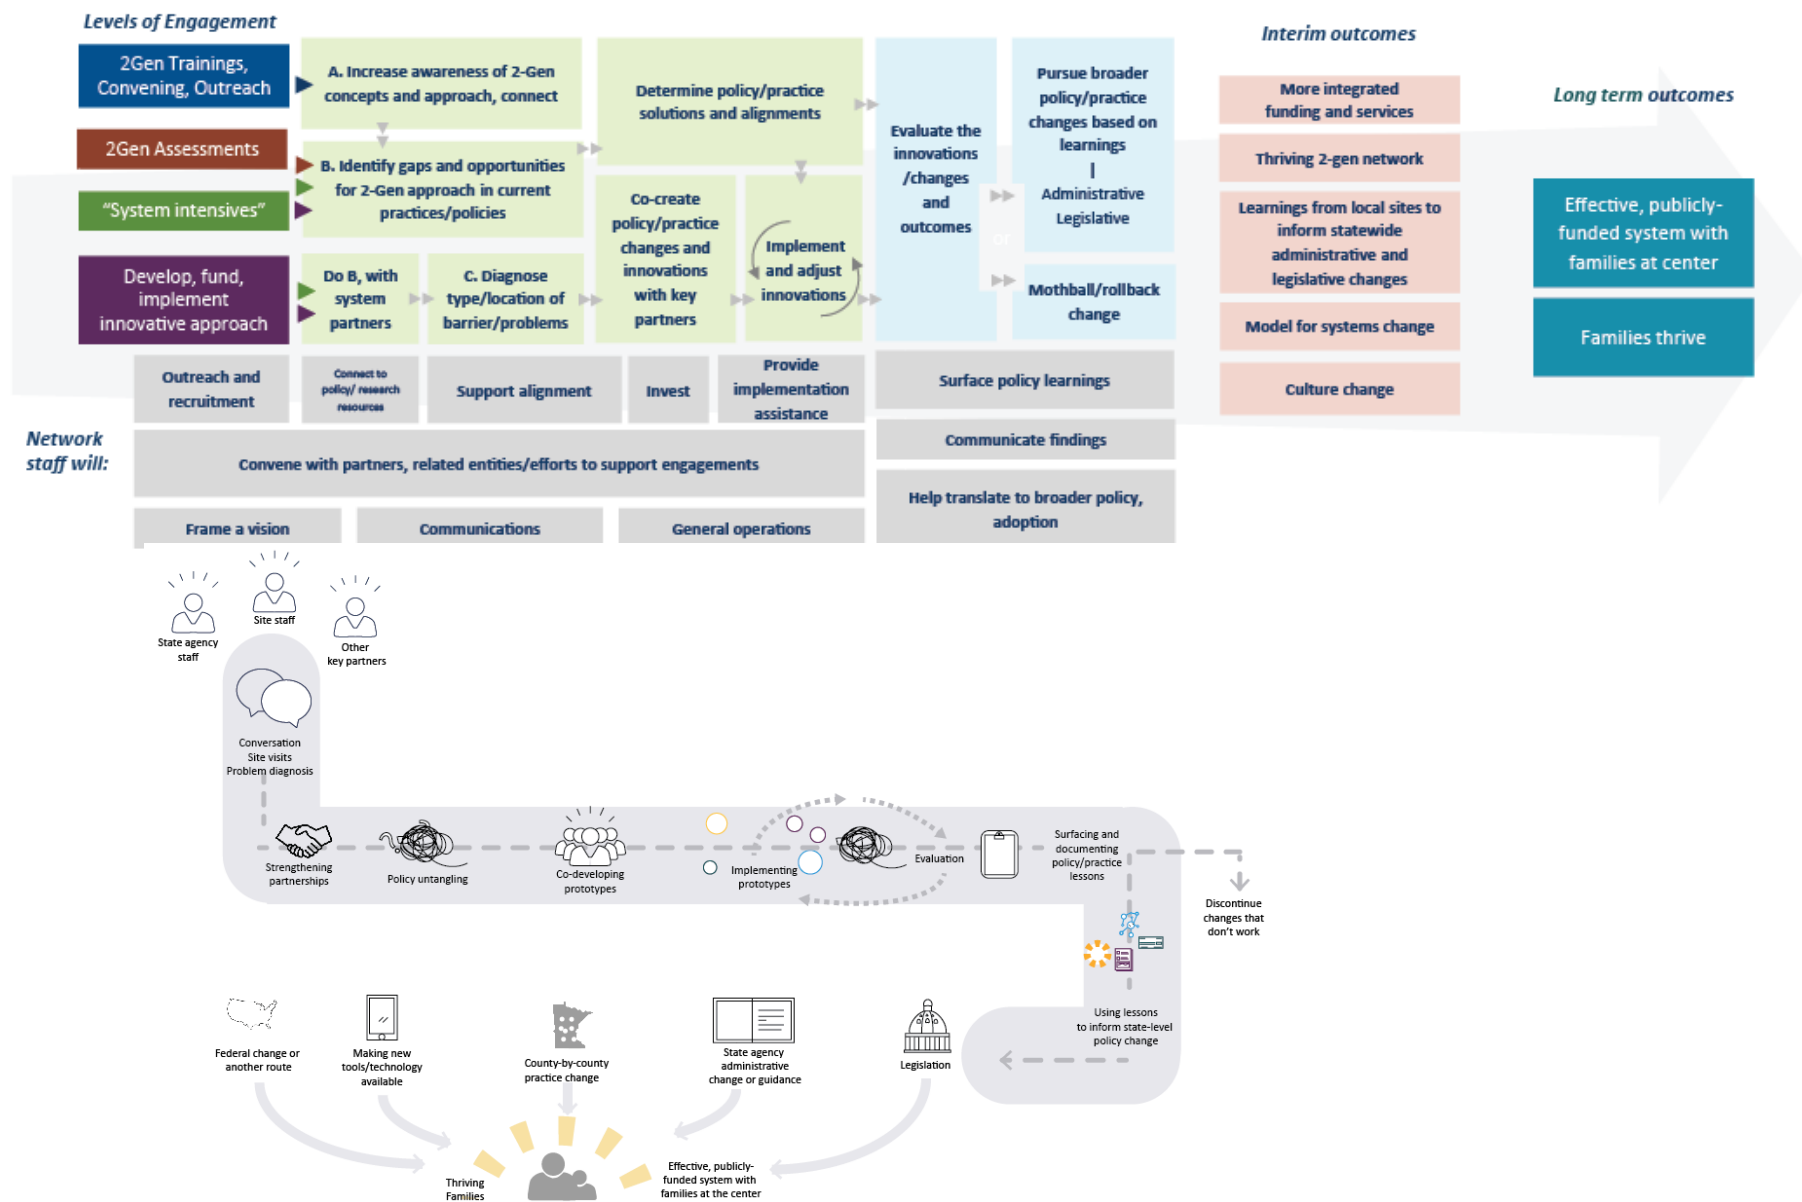 Levels of Engagement
2Gen Trainings,
Convening, Outreach
2Gen Assessments
“System intensives”
Develop, fund,
implement
innovative approach
A. Increase awareness of 2-Gen
concepts and approach, connect
B. Identify gaps and opportunities
for 2-Gen approach in current
practices/policies
Do B, with
system
partners
C. Diagnose
type/location of
barrier/problems
Determine policy/practice
solutions and alignments
Co-create
policy/practice
changes and
innovations
with key
partners
Implement
and adjust
innovations
Evaluate the
innovations
/changes
and
outcomes
or
Pursue broader
policy/practice
changes based on
learnings
|
Administrative
Legislative
Mothball/rollback
change
Interim outcomes
More integrated
funding and services
Thriving 2-gen network
Learnings from local sites to
inform statewide
administrative and
legislative changes
Model for systems change
Culture change
Long term outcomes
Effective, publicly-
funded system with
families at center
Families thrive
Network
staff will:
Outreach and
recruitment
Connect to
policy/ research
resources
Support alignment
Invest
Provide
implementation
assistance
Surface policy learnings
Convene with partners, related entities/efforts to support engagements
Communicate findings
Frame a vision
Communications
General operations
Help translate to broader policy,
adoption
State agency
staff
Site staff
Other
key partners
Conversation
Site visits
Problem diagnosis
Strengthening
partnerships
Policy untangling
Co-developing
prototypes
Implementing
prototypes
Evaluation
Surfacing and
documenting
policy/practice
lessons
Discontinue
changes that
don’t work
Using lessons
to inform state-level
policy change
Federal change or
another route
Making new
tools/technology
available
County-by-county
practice change
State agency
administrative
change or guidance
Legislation
Thriving
Families
Effective, publicly-
funded system with
families at the center